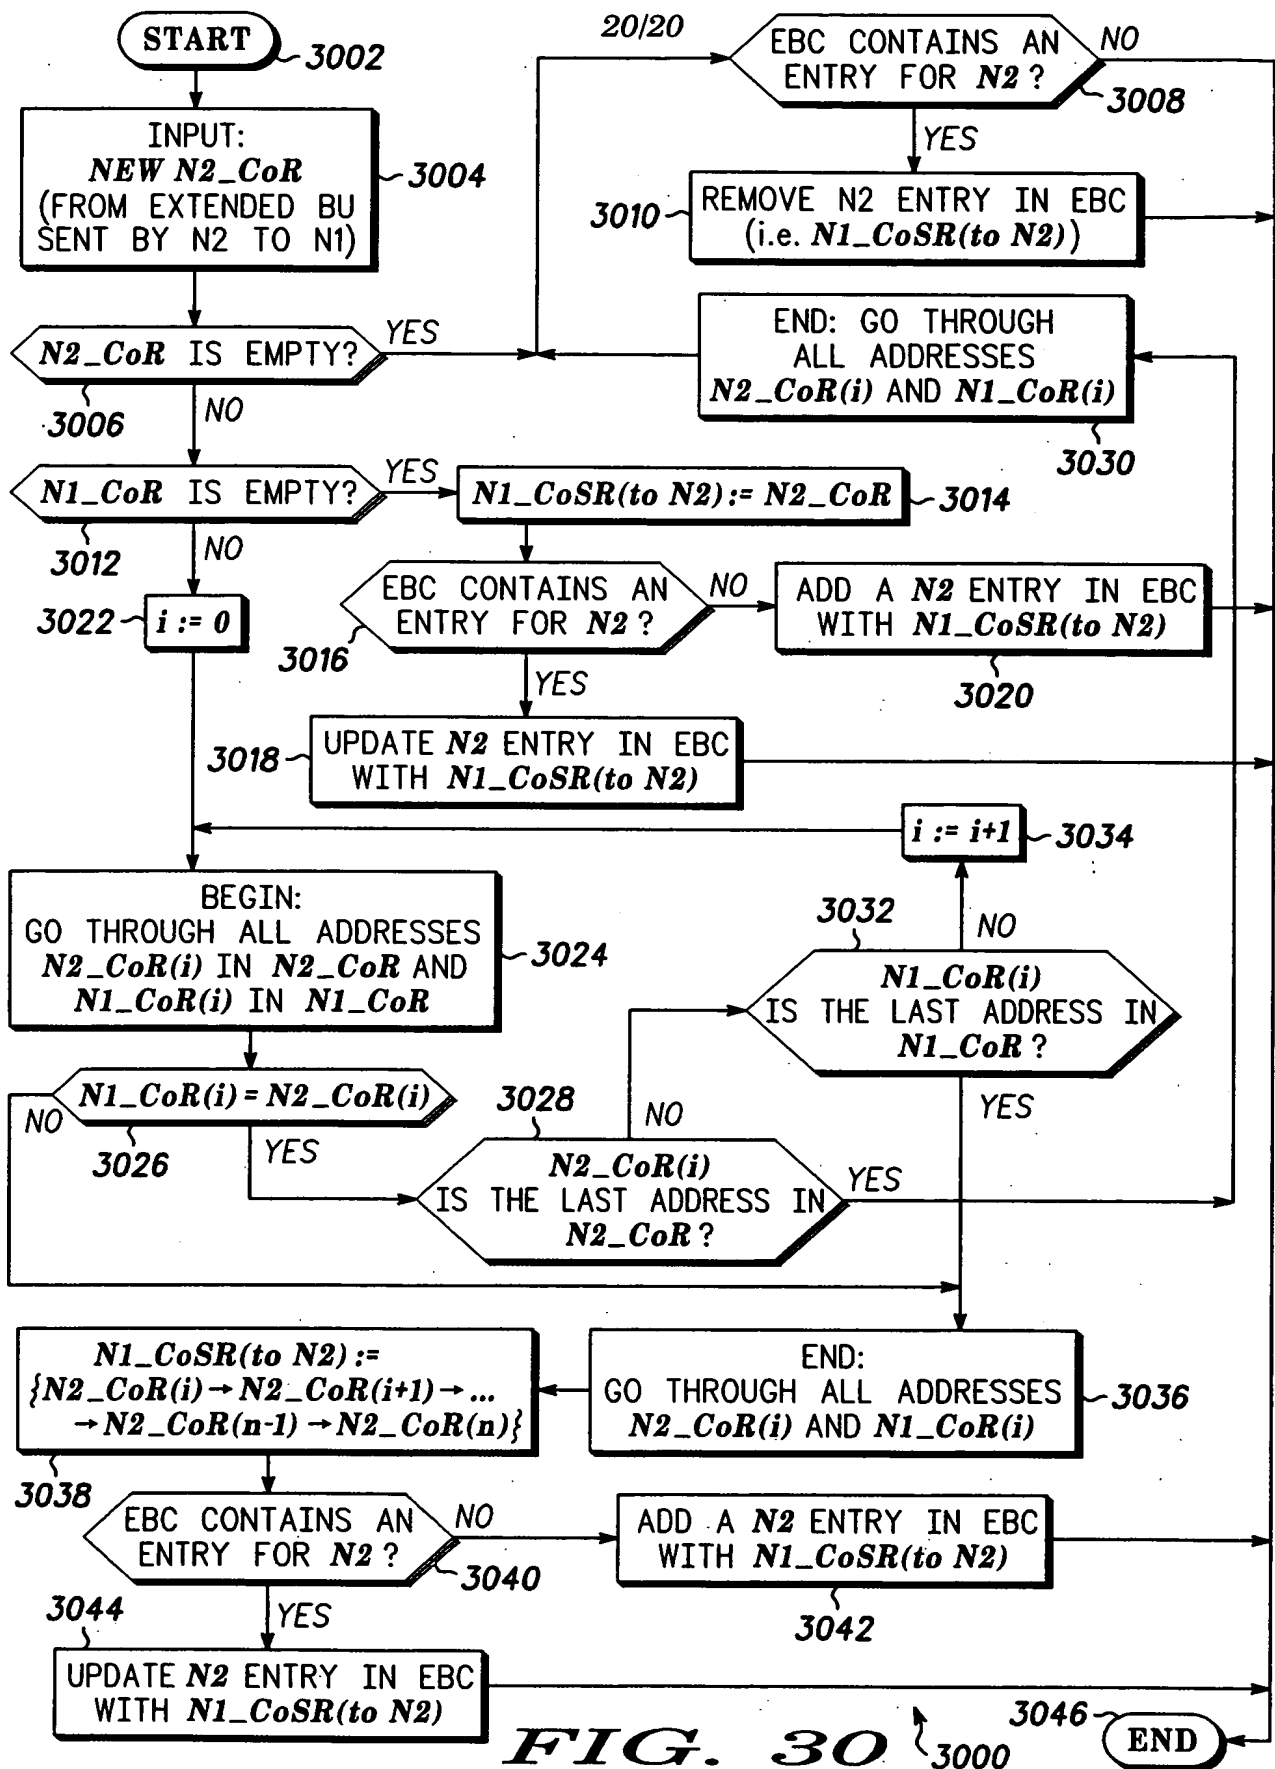 20/20
START
3002
INPUT:
NEW N2_CoR
(FROM EXTENDED BU
SENT BY N2 TO N1)
3004
EBC CONTAINS AN
ENTRY FOR N2 ?
3008
NO
YES
REMOVE N2 ENTRY IN EBC
(i.e. N1_CoSR(to N2))
3010
N2_CoR IS EMPTY?
3006
YES
NO
END: GO THROUGH
ALL ADDRESSES
N2_CoR(i) AND N1_CoR(i)
3030
N1_CoR IS EMPTY?
3012
YES
NO
N1_CoSR(to N2) := N2_CoR
3014
3022
i := 0
EBC CONTAINS AN
ENTRY FOR N2 ?
3016
NO
YES
ADD A N2 ENTRY IN EBC
WITH N1_CoSR(to N2)
3020
3018
UPDATE N2 ENTRY IN EBC
WITH N1_CoSR(to N2)
i := i+1
3034
BEGIN:
GO THROUGH ALL ADDRESSES
N2_CoR(i) IN N2_CoR AND
N1_CoR(i) IN N1_CoR
3024
3032
NO
N1_CoR(i)
IS THE LAST ADDRESS IN
N1_CoR ?
YES
N1_CoR(i) = N2_CoR(i)
NO
3026
YES
3028
NO
N2_CoR(i)
IS THE LAST ADDRESS IN
N2_CoR ?
YES
N1_CoSR(to N2) :=
{N2_CoR(i) → N2_CoR(i+1) → ...
→ N2_CoR(n-1) → N2_CoR(n)}
3038
END:
GO THROUGH ALL ADDRESSES
N2_CoR(i) AND N1_CoR(i)
3036
EBC CONTAINS AN
ENTRY FOR N2 ?
3040
NO
YES
ADD A N2 ENTRY IN EBC
WITH N1_CoSR(to N2)
3042
3044
UPDATE N2 ENTRY IN EBC
WITH N1_CoSR(to N2)
3046
END
FIG. 30
3000